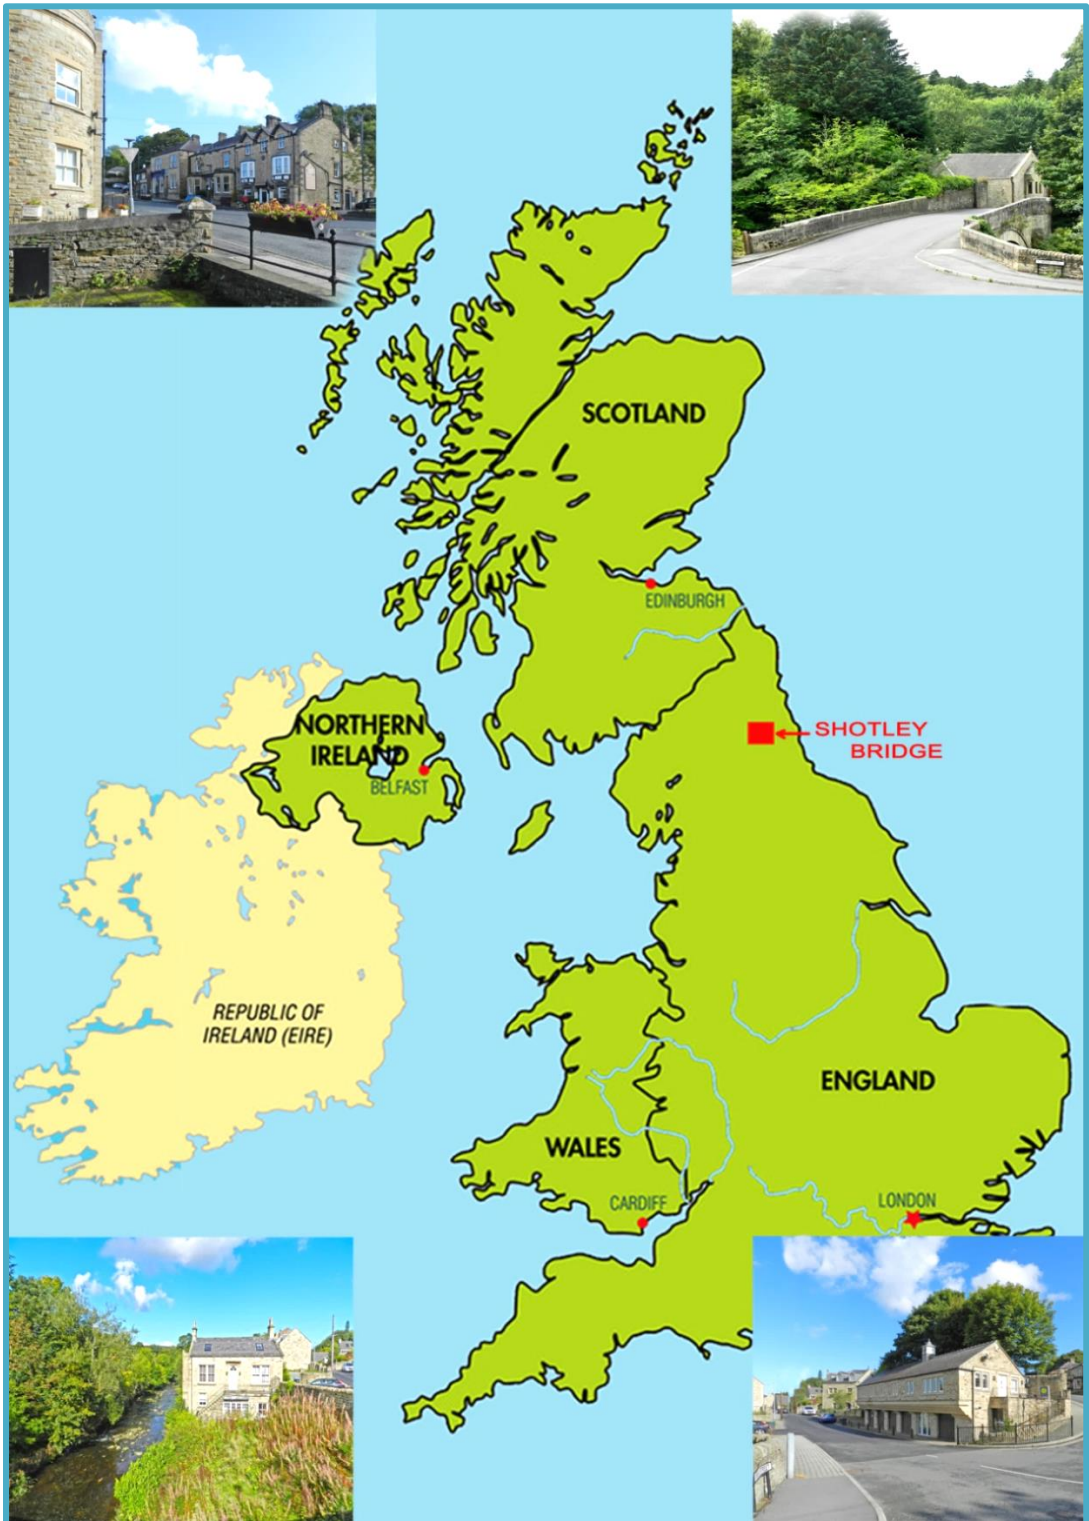 SCOTLAND
EDINBURGH
NORTHERN
IRELAND
BELFAST
SHOTLEY
BRIDGE
REPUBLIC OF
IRELAND (EIRE)
ENGLAND
WALES
CARDIFF
LONDON